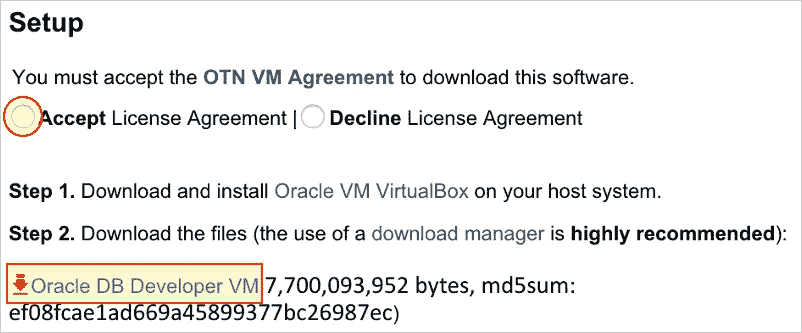 Setup
You must accept the OTN VM Agreement to download this software.
Accept License Agreement | Decline License Agreement
Step 1. Download and install Oracle VM VirtualBox on your host system.
Step 2. Download the files (the use of a download manager is highly recommended):
Oracle DB Developer VM 7,700,093,952 bytes, md5sum:
ef08fcae1ad669a45899377bc26987ec)